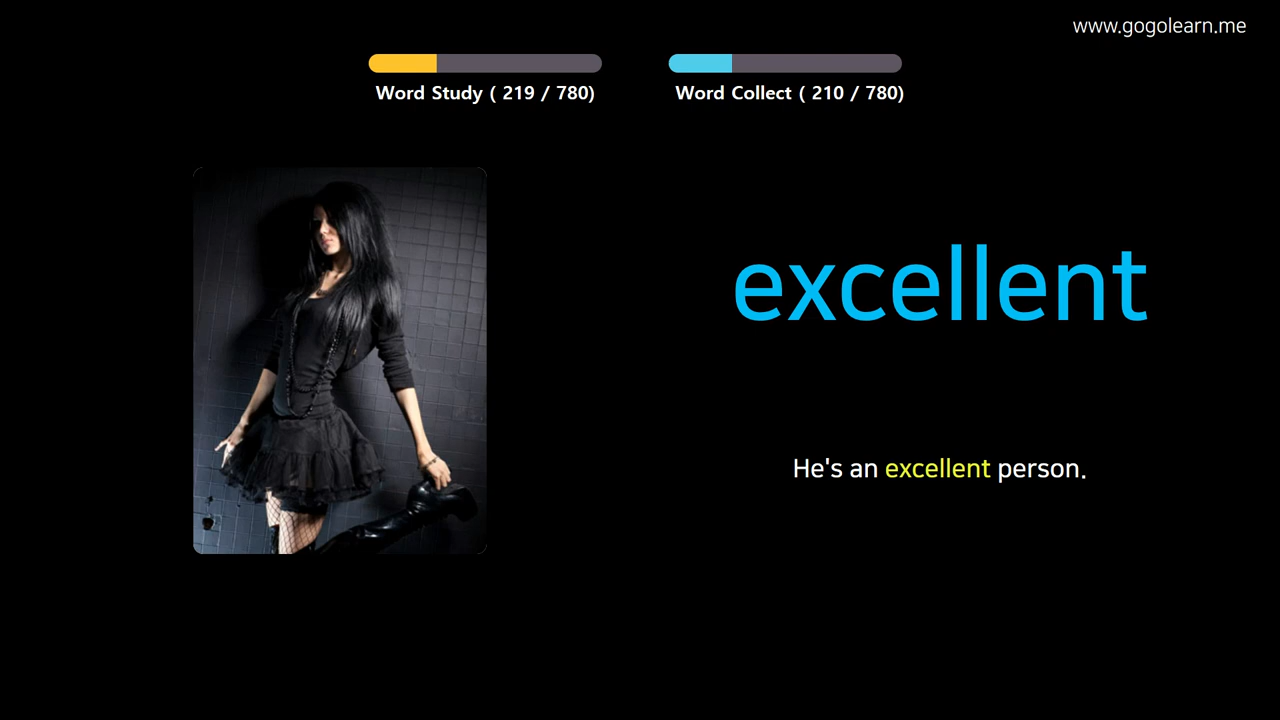 www.gogolearn.me
Word Study ( 219 / 780)
Word Collect ( 210 / 780)
excellent
He's an excellent person.